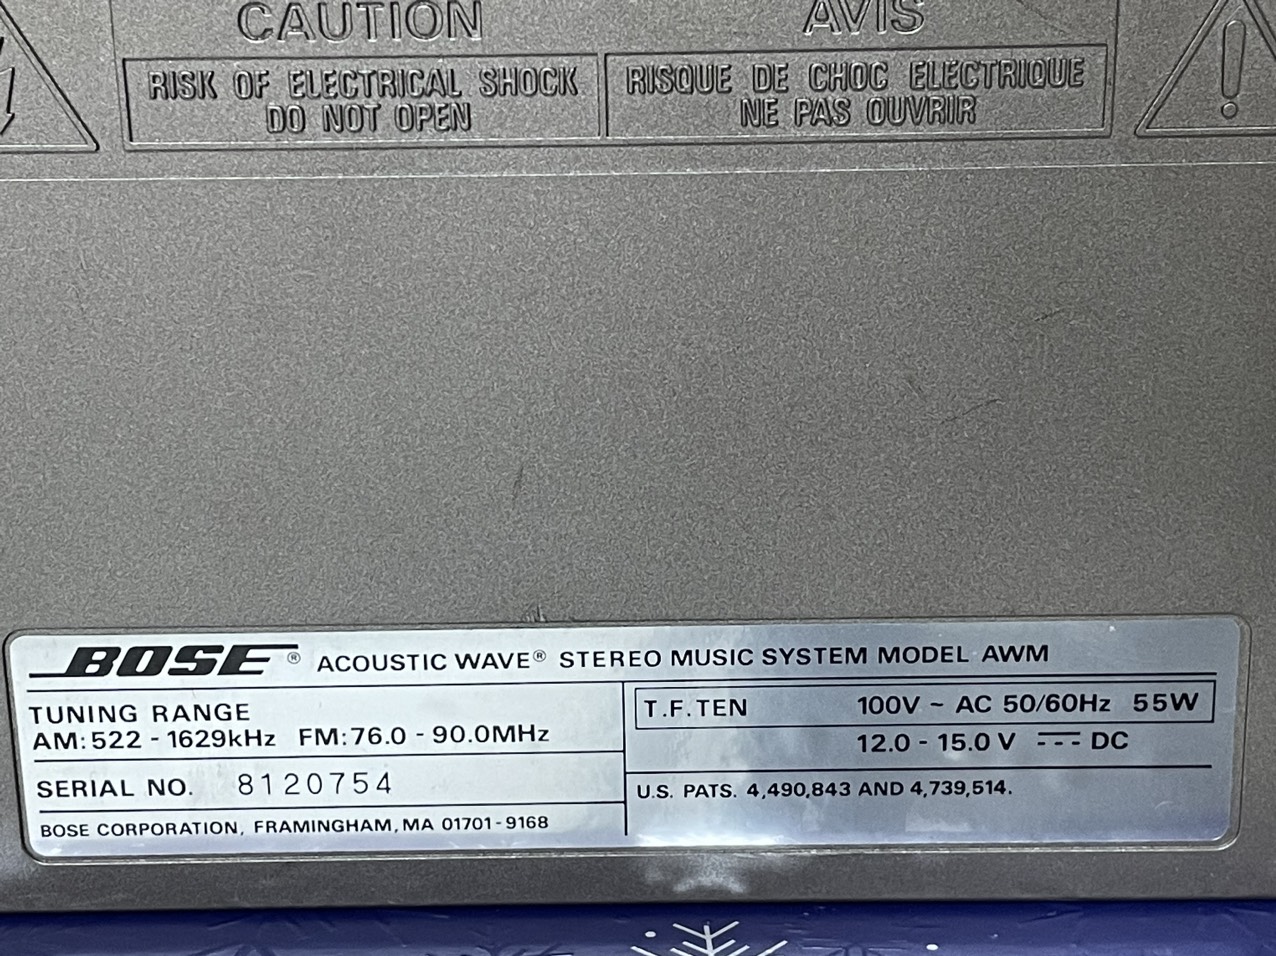 CAUTION
RISK OF ELECTRICAL SHOCK
DO NOT OPEN
AVIS
RISQUE DE CHOC ELECTRIQUE
NE PAS OUVRIR
BOSE® ACOUSTIC WAVE® STEREO MUSIC SYSTEM MODEL AWM
TUNING RANGE
AM: 522 - 1629kHz FM: 76.0 - 90.0MHz
SERIAL NO. 8120754
BOSE CORPORATION, FRAMINGHAM, MA 01701-9168
T.F.TEN 100V ~ AC 50/60Hz 55W
12.0 - 15.0 V ⎓ DC
U.S. PATS. 4,490,843 AND 4,739,514.